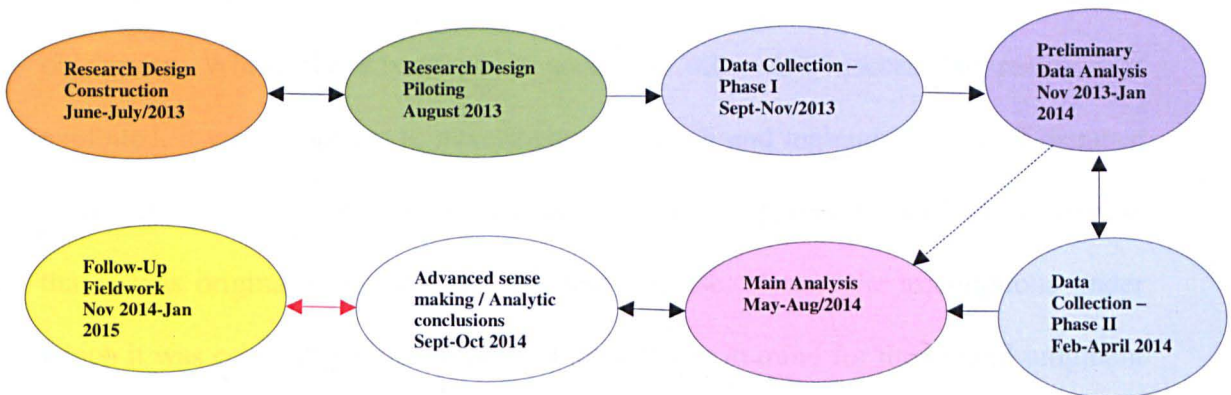 Research Design
Construction
June-July/2013
Research Design
Piloting
August 2013
Data Collection –
Phase I
Sept-Nov/2013
Preliminary
Data Analysis
Nov 2013-Jan
2014
Follow-Up
Fieldwork
Nov 2014-Jan
2015
Advanced sense
making / Analytic
conclusions
Sept-Oct 2014
Main Analysis
May-Aug/2014
Data
Collection –
Phase II
Feb-April 2014